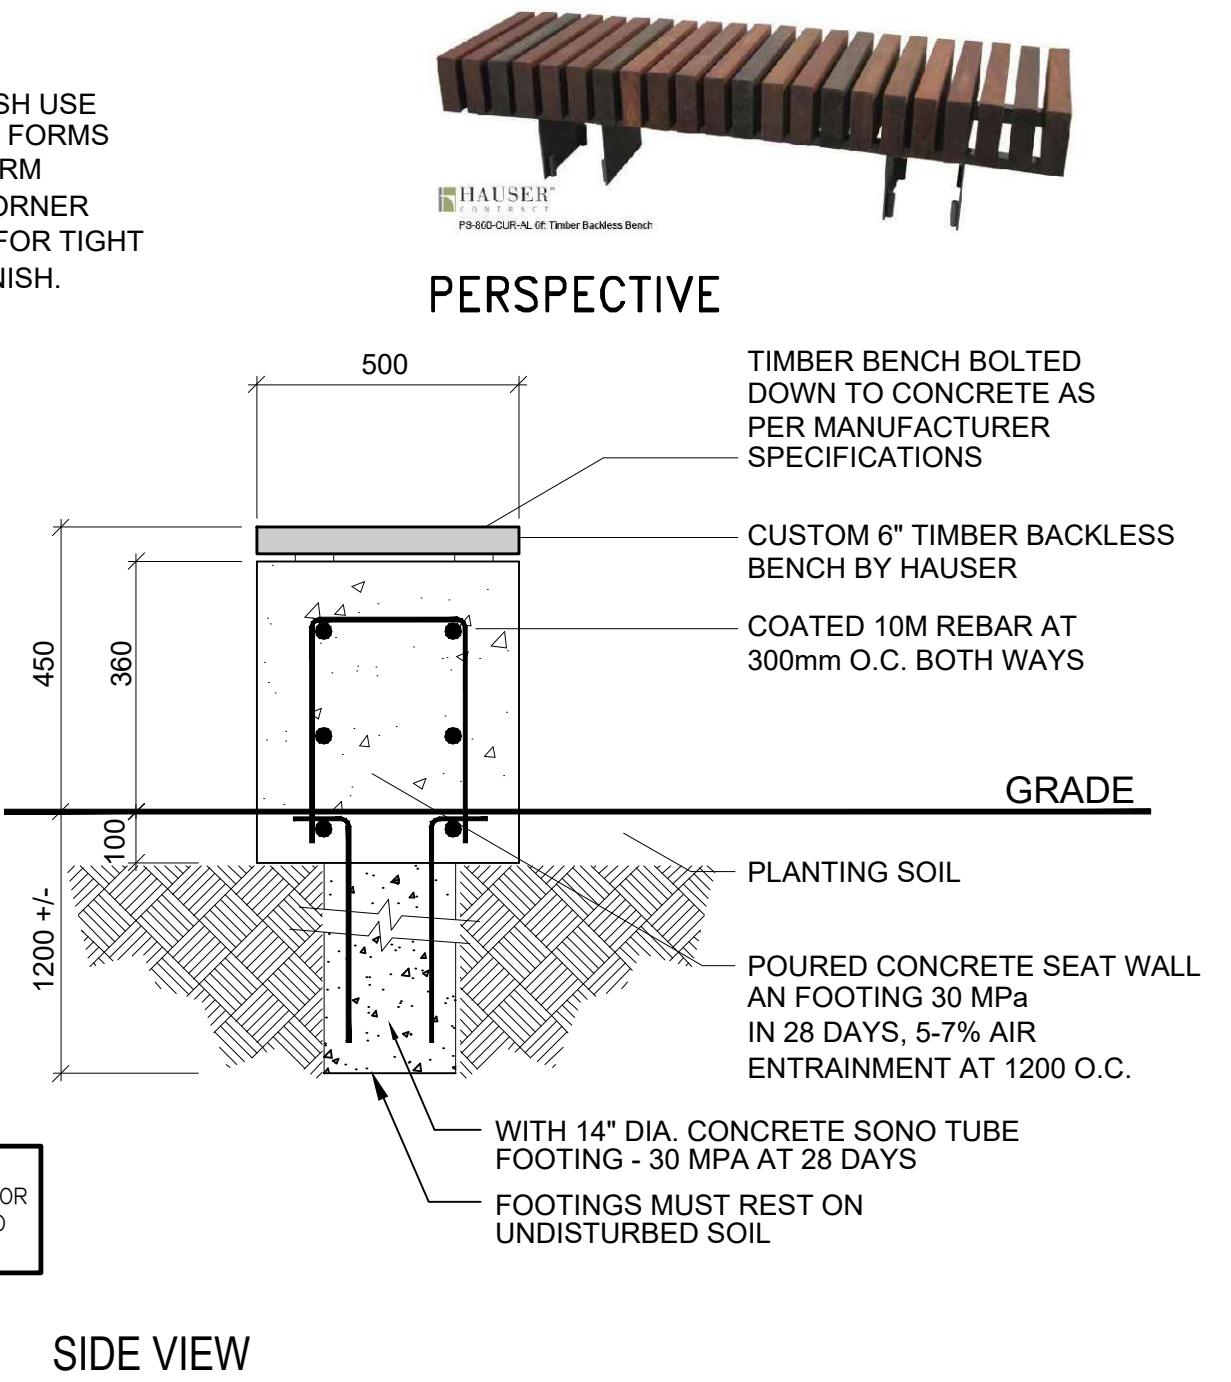 SH USE
FORMS
RM
ORNER
FOR TIGHT
NISH.
HAUSER
CONTRACT
PS-860-CUR-AL 6f: Timber Backless Bench
PERSPECTIVE
500
TIMBER BENCH BOLTED
DOWN TO CONCRETE AS
PER MANUFACTURER
SPECIFICATIONS
CUSTOM 6" TIMBER BACKLESS
BENCH BY HAUSER
COATED 10M REBAR AT
300mm O.C. BOTH WAYS
450
360
GRADE
100
1200 +/-
PLANTING SOIL
POURED CONCRETE SEAT WALL
AN FOOTING 30 MPa
IN 28 DAYS, 5-7% AIR
ENTRAINMENT AT 1200 O.C.
WITH 14" DIA. CONCRETE SONO TUBE
FOOTING - 30 MPA AT 28 DAYS
FOOTINGS MUST REST ON
UNDISTURBED SOIL
OR
SIDE VIEW